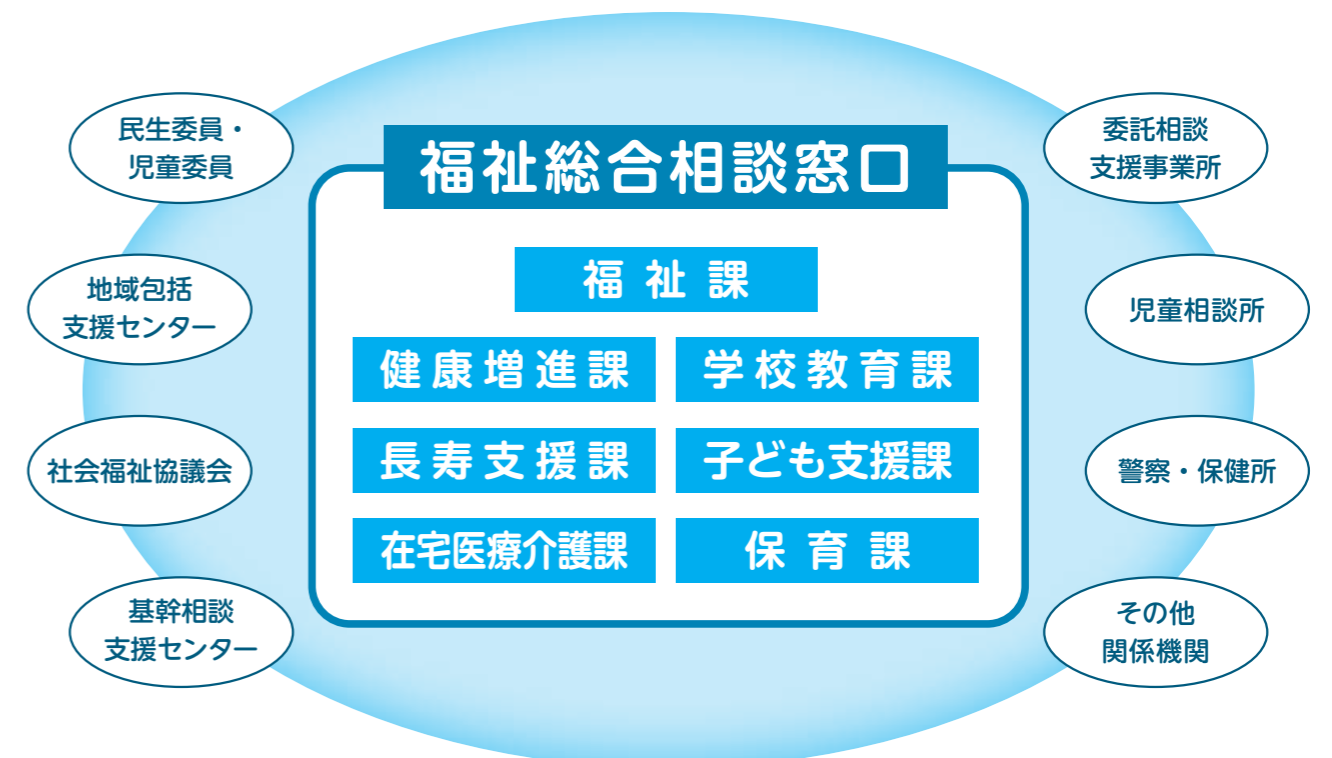 福祉総合相談窓口
福祉課
健康増進課
学校教育課
長寿支援課
子ども支援課
在宅医療介護課
保育課
民生委員・
児童委員
地域包括
支援センター
社会福祉協議会
基幹相談
支援センター
委託相談
支援事業所
児童相談所
警察・保健所
その他
関係機関